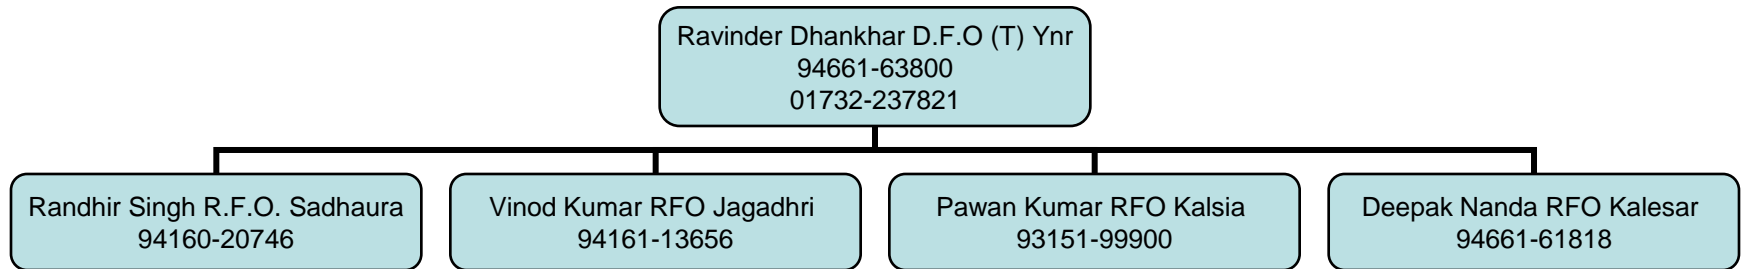 Ravinder Dhankhar D.F.O (T) Ynr
94661-63800
01732-237821
Randhir Singh R.F.O. Sadhaura
94160-20746
Vinod Kumar RFO Jagadhri
94161-13656
Pawan Kumar RFO Kalsia
93151-99900
Deepak Nanda RFO Kalesar
94661-61818